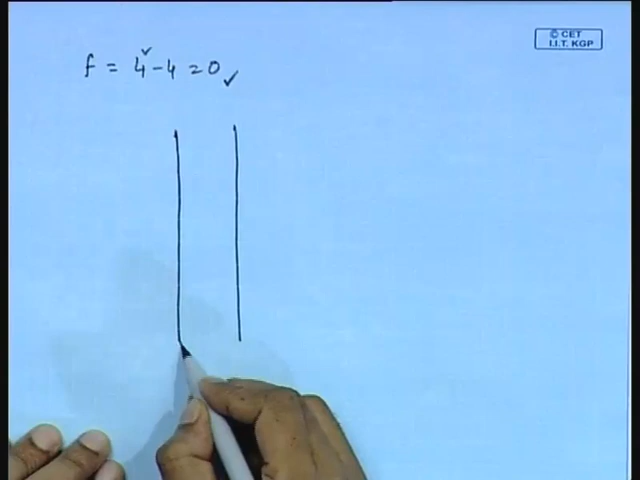 f = 4 - 4 = 0
© CET
I.I.T. KGP